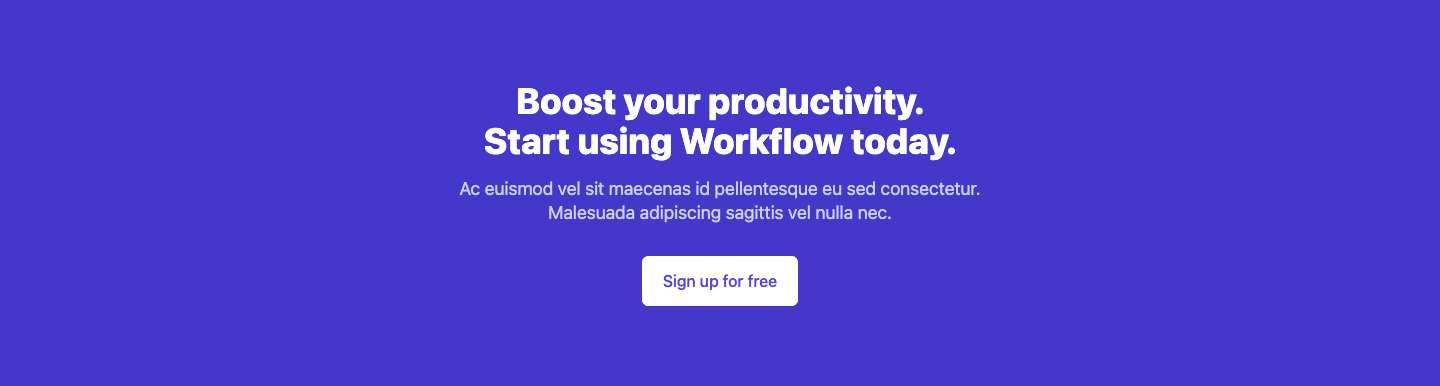 Boost your productivity.
Start using Workflow today.
Ac euismod vel sit maecenas id pellentesque eu sed consectetur.
Malesuada adipiscing sagittis vel nulla nec.
Sign up for free